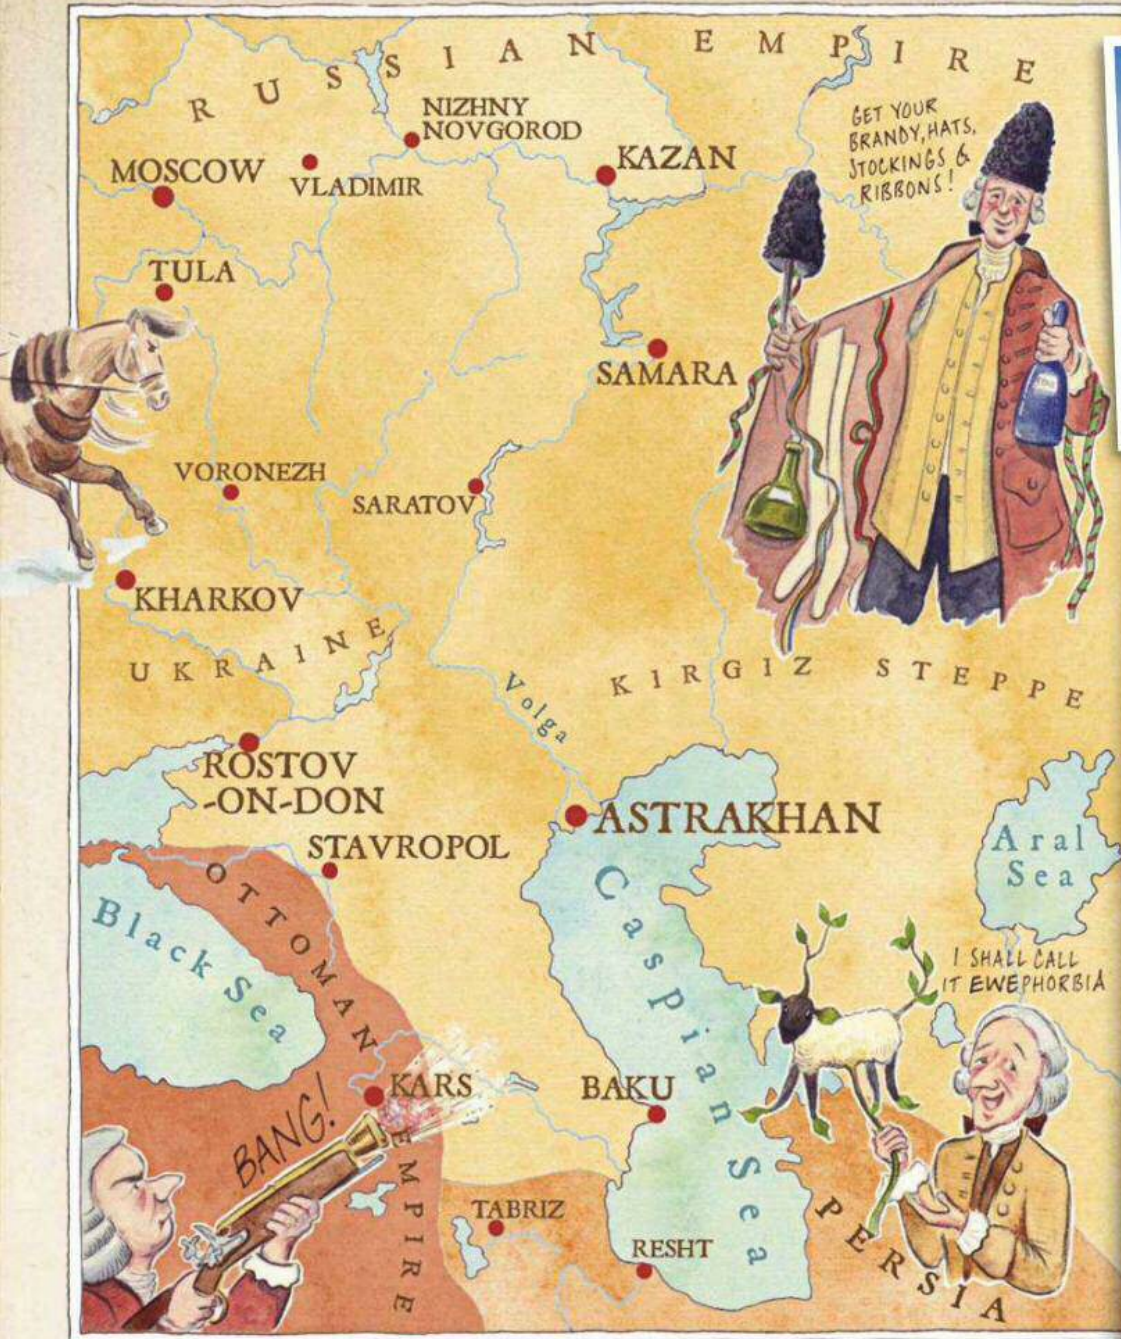 RUSSIAN EMPIRE
NIZHNY
NOVGOROD
GET YOUR
BRANDY, HATS,
STOCKINGS &
RIBBONS!
MOSCOW
VLADIMIR
KAZAN
TULA
SAMARA
VORONEZH
SARATOV
KHARKOV
UKRAINE
Volga
KIRGIZ STEPPE
ROSTOV
-ON-DON
ASTRAKHAN
Aral
Sea
STAVROPOL
OTTOMAN EMPIRE
Black Sea
Caspian Sea
I SHALL CALL
IT EWEPHORBIA
KARS
BAKU
BANG!
TABRIZ
RESHT
PERSIA